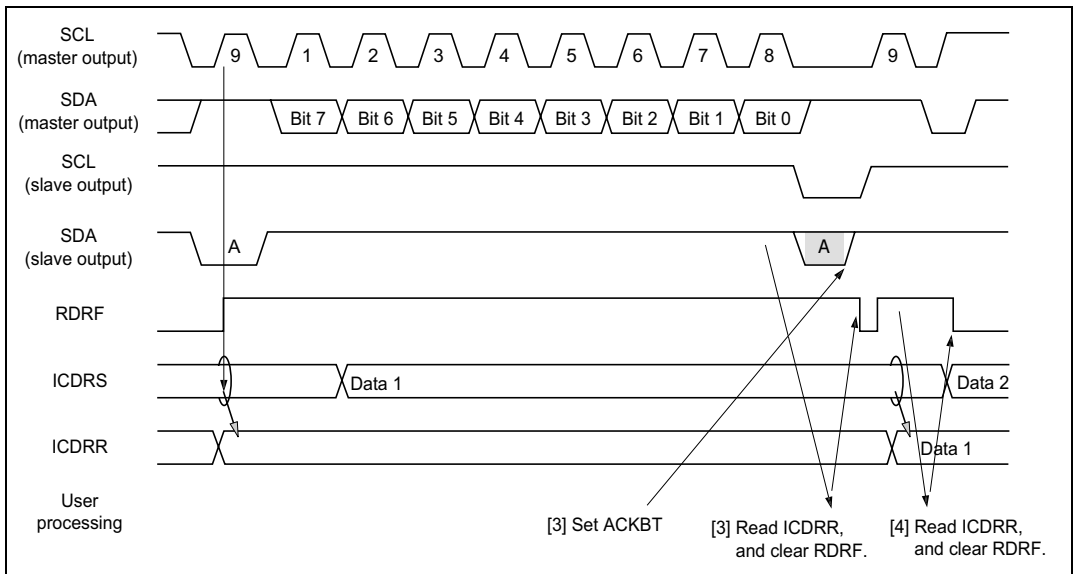 SCL
(master output)
9 1 2 3 4 5 6 7 8 9
SDA
(master output)
Bit 7 Bit 6 Bit 5 Bit 4 Bit 3 Bit 2 Bit 1 Bit 0
SCL
(slave output)
SDA
(slave output)
A A
RDRF
ICDRS
Data 1 Data 2
ICDRR
Data 1
User
processing
[3] Set ACKBT
[3] Read ICDRR,
and clear RDRF.
[4] Read ICDRR,
and clear RDRF.